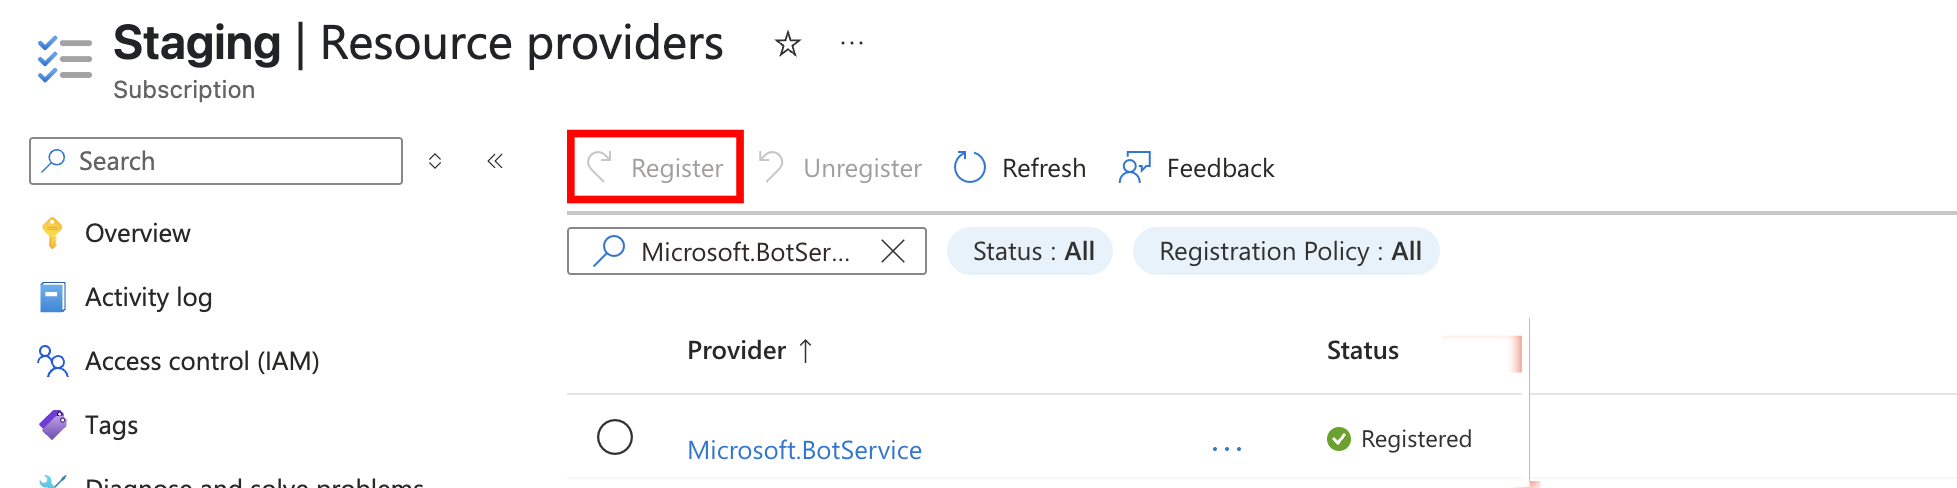 Staging | Resource providers
Subscription
Search
Register Unregister Refresh Feedback
Microsoft.BotSer... Status : All Registration Policy : All
Overview
Activity log
Access control (IAM)
Tags
Diagnose and solve problems
Provider ↑ Status
Microsoft.BotService ... Registered